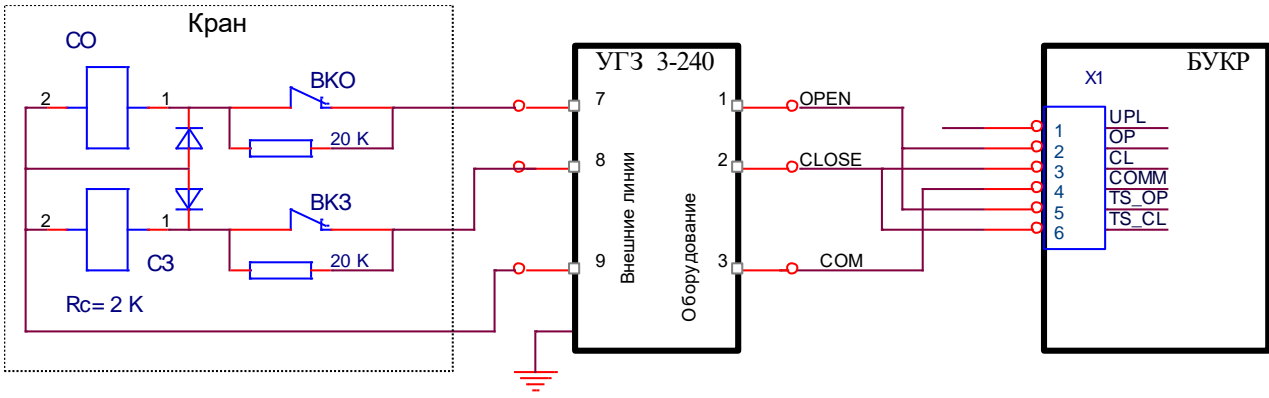 Кран
СО
2
1
ВКО
20 K
2
1
ВКЗ
20 K
СЗ
Rc= 2 K
УГЗ 3-240
7
8
9
Внешние линии
Оборудование
1
2
3
OPEN
CLOSE
COM
БУКР
X1
1
2
3
4
5
6
UPL
OP
CL
COMM
TS_OP
TS_CL